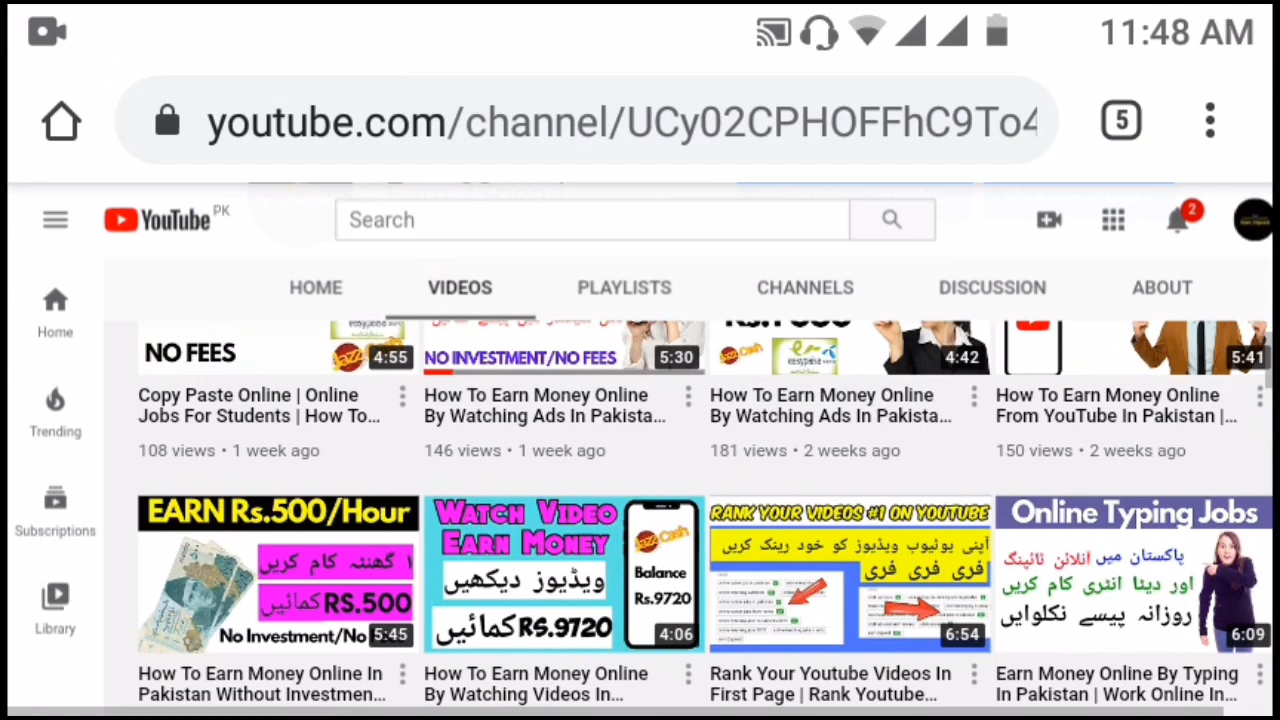 11:48 AM
youtube.com/channel/UCy02CPHOFFhC9To4
5
YouTube PK
Search
2
HOME VIDEOS PLAYLISTS CHANNELS DISCUSSION ABOUT
Home
Trending
Subscriptions
Library
NO FEES
4:55
Copy Paste Online | Online
Jobs For Students | How To...
108 views • 1 week ago
NO INVESTMENT/NO FEES
5:30
How To Earn Money Online
By Watching Ads In Pakista...
146 views • 1 week ago
4:42
How To Earn Money Online
By Watching Ads In Pakista...
181 views • 2 weeks ago
5:41
How To Earn Money Online
From YouTube In Pakistan |...
150 views • 2 weeks ago
EARN Rs.500/Hour
۱ گھنٹہ کام کریں
RS.500 کمائیں
No Investment/No
5:45
How To Earn Money Online In
Pakistan Without Investmen...
WATCH VIDEO
EARN MONEY
ویڈیوز دیکھیں
RS.9720 کمائیں
Jazz Cash
Balance
Rs.9720
4:06
How To Earn Money Online
By Watching Videos In...
RANK YOUR VIDEOS #1 ON YOUTUBE
اپنی یوٹیوب ویڈیوز کو خود رینک کریں
فری فری فری
6:54
Rank Your Youtube Videos In
First Page | Rank Youtube...
Online Typing Jobs
پاکستان میں آنلائن ٹائپنگ
اور ڈیٹا انٹری کام کریں
روزانہ پیسے نکلوایں
6:09
Earn Money Online By Typing
In Pakistan | Work Online In...